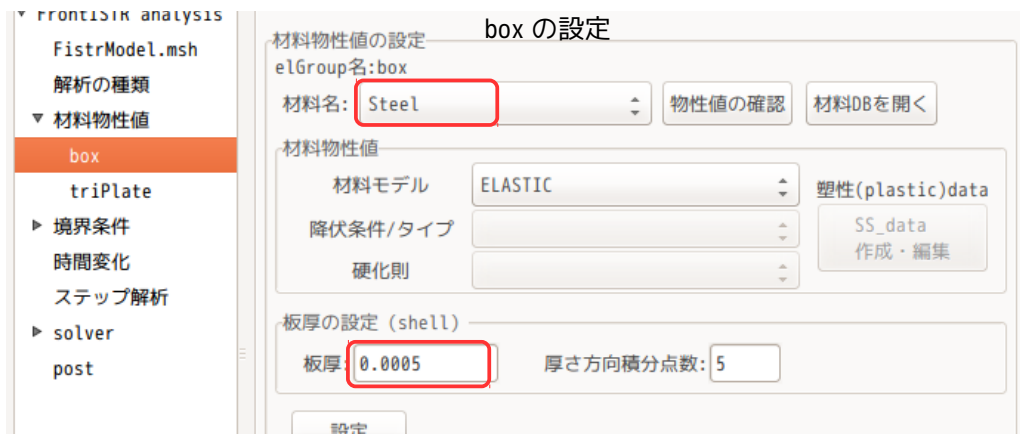 FrontISTR analysis
FistrModel.msh
解析の種類
材料物性値
box
triPlate
境界条件
時間変化
ステップ解析
solver
post
box の設定
材料物性値の設定
elGroup名:box
材料名: Steel 物性値の確認 材料DBを開く
材料物性値
材料モデル ELASTIC 塑性(plastic)data
降伏条件/タイプ SS_data
作成・編集
硬化則
板厚の設定 (shell)
板厚: 0.0005 厚さ方向積分点数: 5
設定